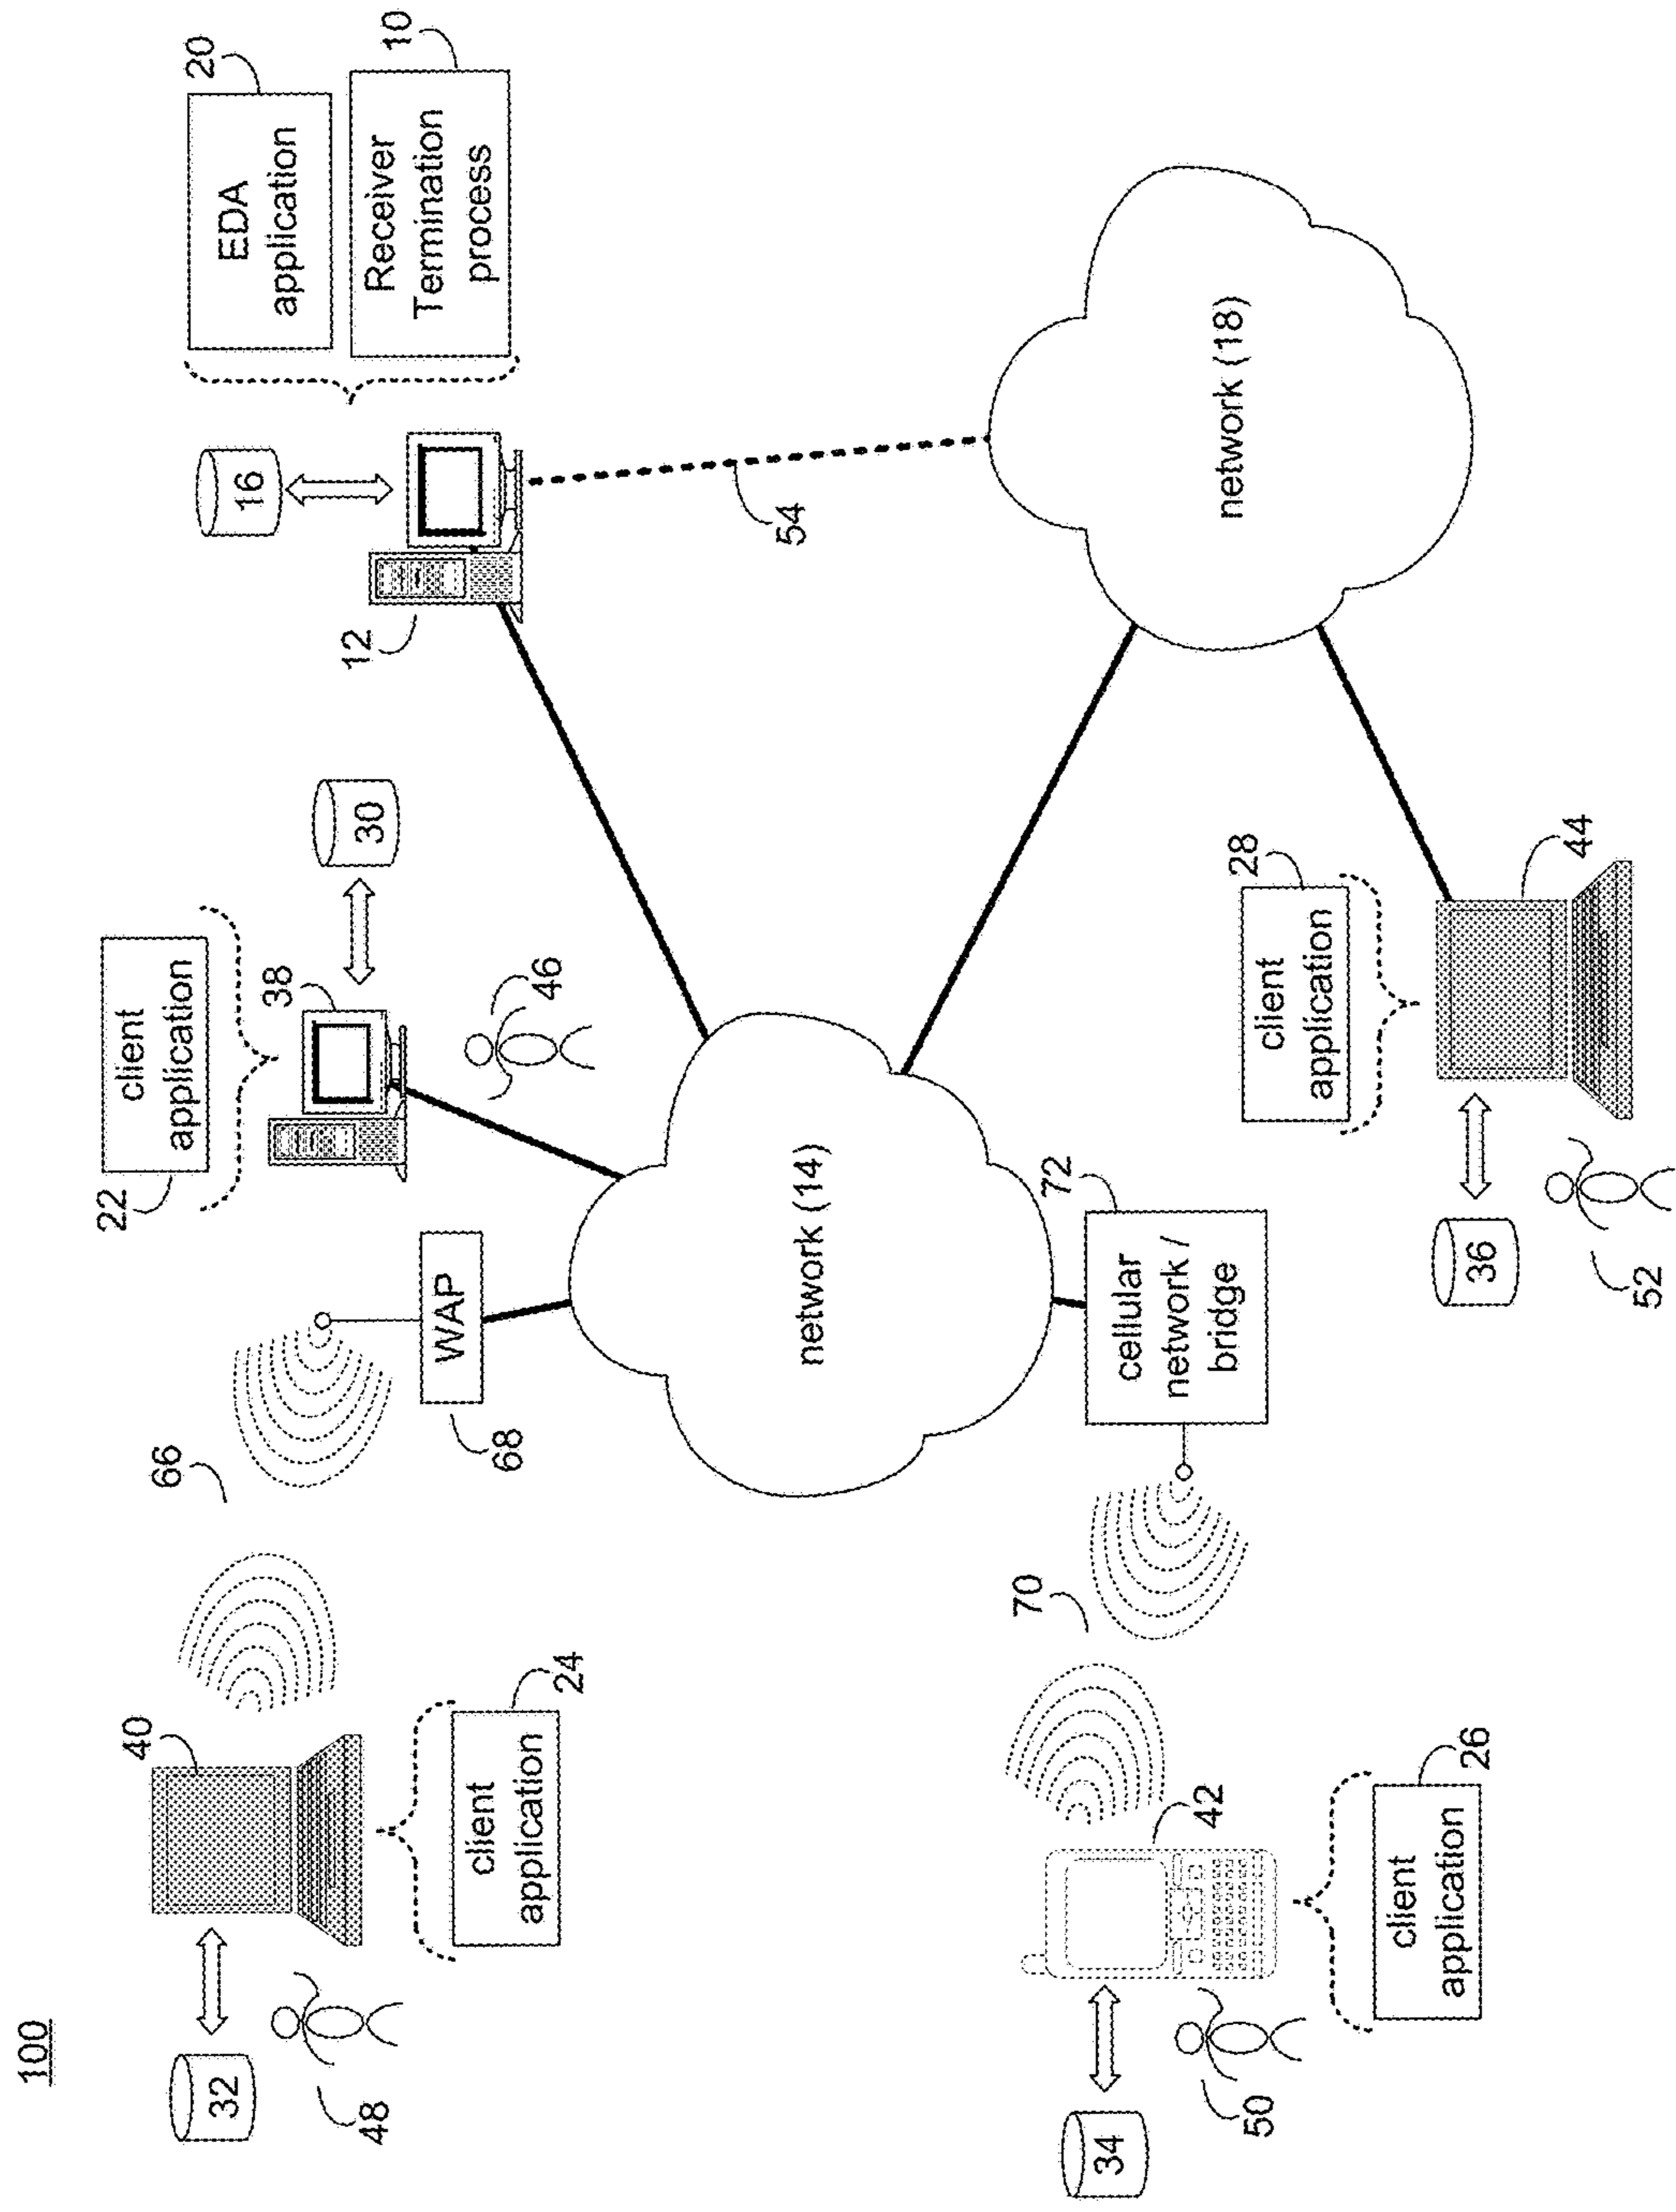 100
32
48
40
client
application
24
66
68
WAP
22
client
application
38
30
46
12
16
20
EDA
application
10
Receiver
Termination
process
54
network (14)
network (18)
34
50
42
client
application
26
70
72
cellular
network /
bridge
36
52
28
client
application
44